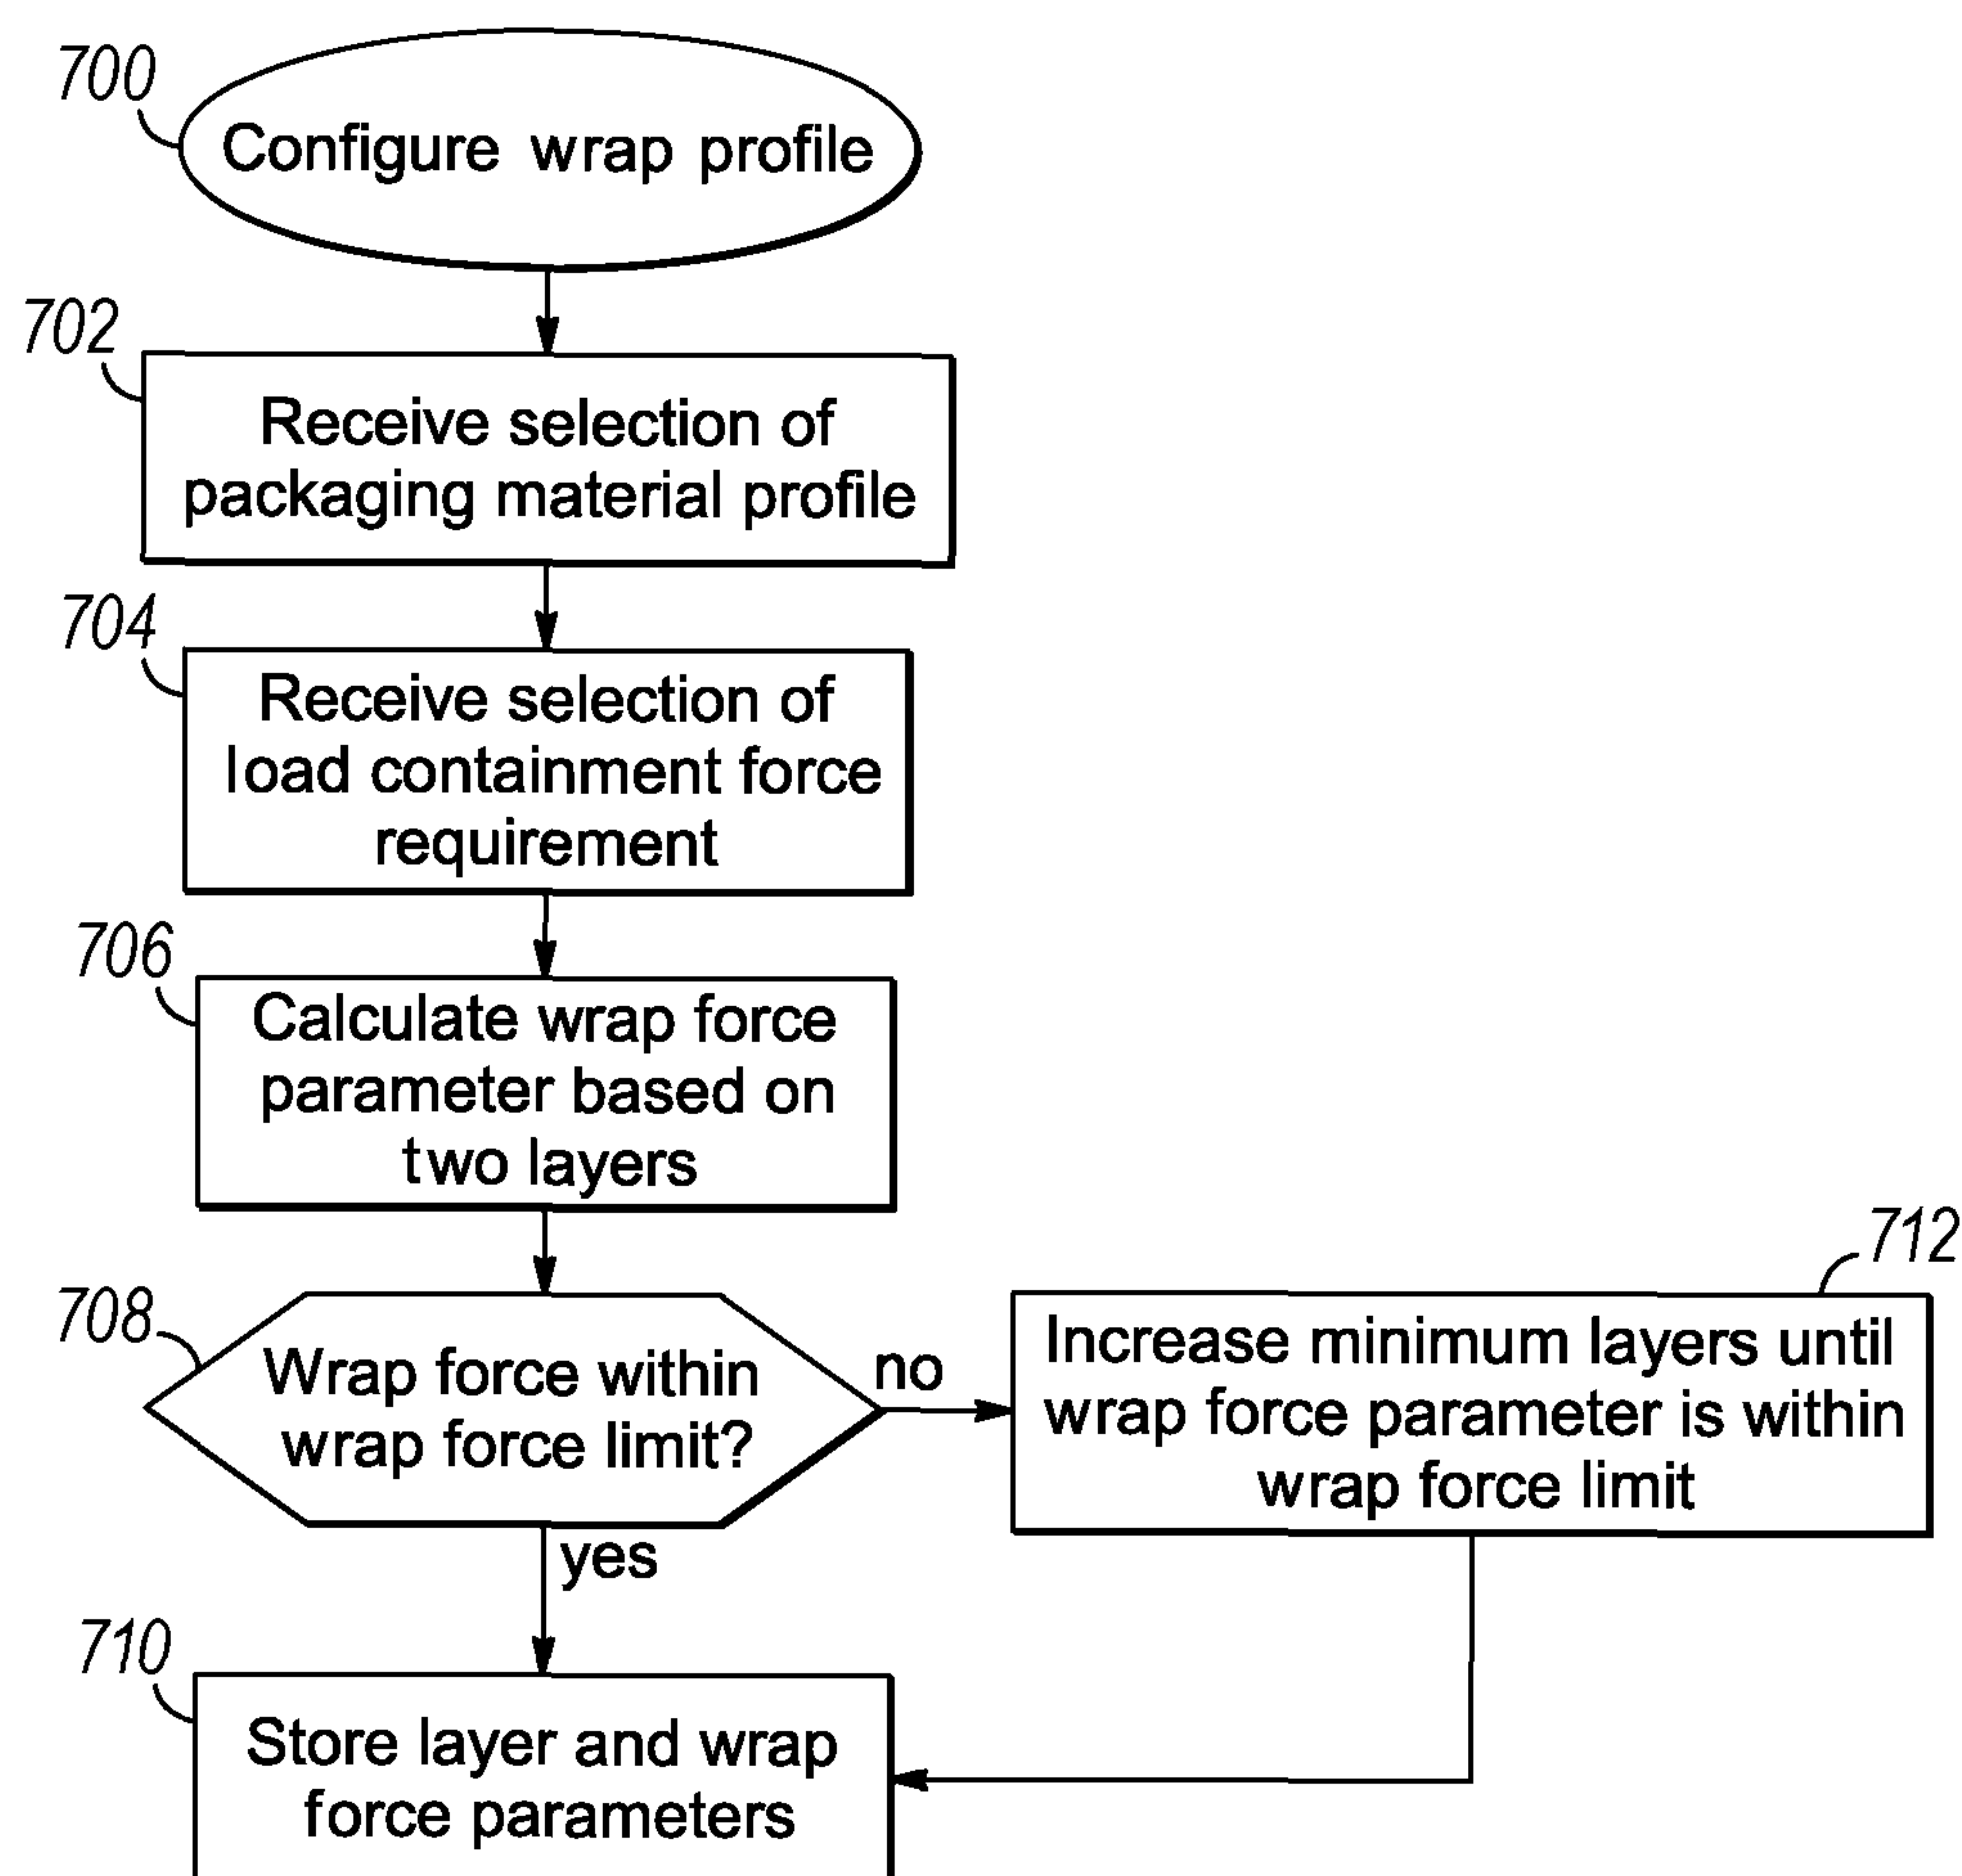 700
Configure wrap profile
702
Receive selection of
packaging material profile
704
Receive selection of
load containment force
requirement
706
Calculate wrap force
parameter based on
two layers
708
Wrap force within
wrap force limit?
no
712
Increase minimum layers until
wrap force parameter is within
wrap force limit
yes
710
Store layer and wrap
force parameters